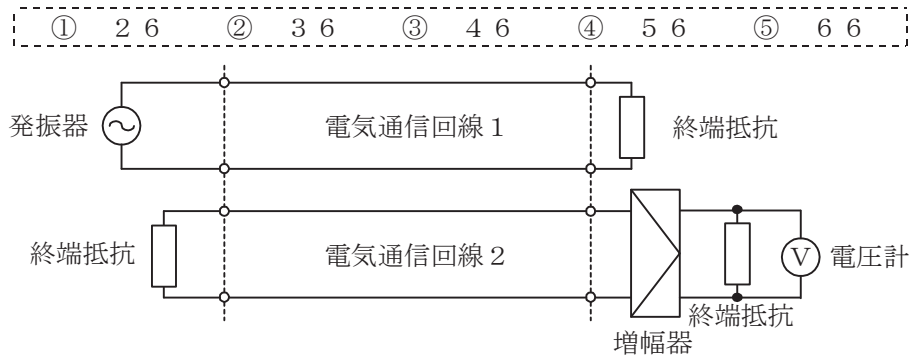 ① 26 ② 36 ③ 46 ④ 56 ⑤ 66
発振器
電気通信回線1
終端抵抗
終端抵抗
電気通信回線2
V
電圧計
終端抵抗
増幅器